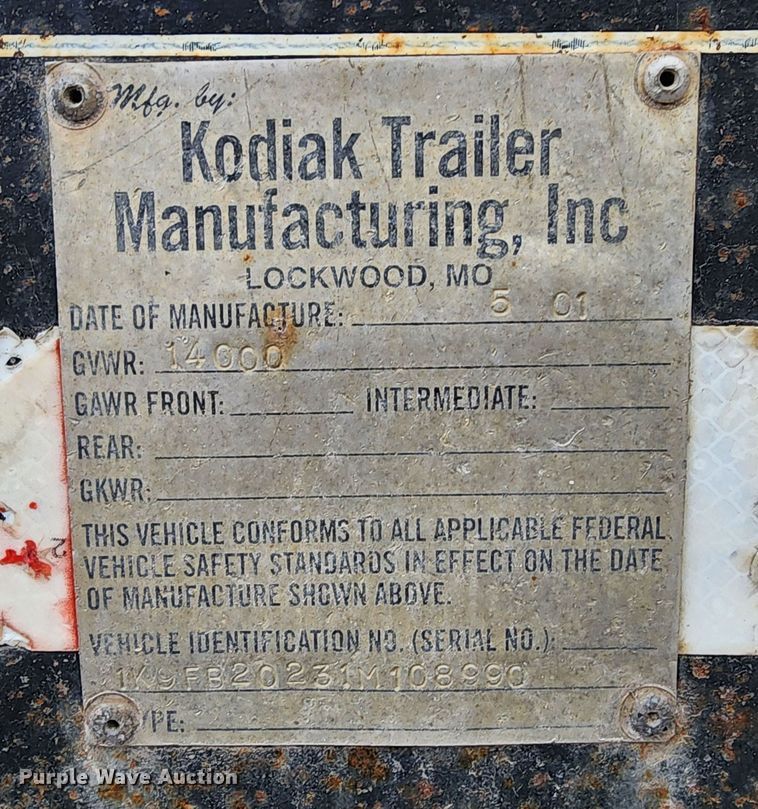 Mfg. by:
Kodiak Trailer
Manufacturing, Inc
LOCKWOOD, MO
DATE OF MANUFACTURE: 5 01
GVWR: 14000
GAWR FRONT: INTERMEDIATE:
REAR:
GKWR:
THIS VEHICLE CONFORMS TO ALL APPLICABLE FEDERAL
VEHICLE SAFETY STANDARDS IN EFFECT ON THE DATE
OF MANUFACTURE SHOWN ABOVE.
VEHICLE IDENTIFICATION NO. (SERIAL NO.):
1K9FB20231M108990
YPE:
Purple Wave Auction